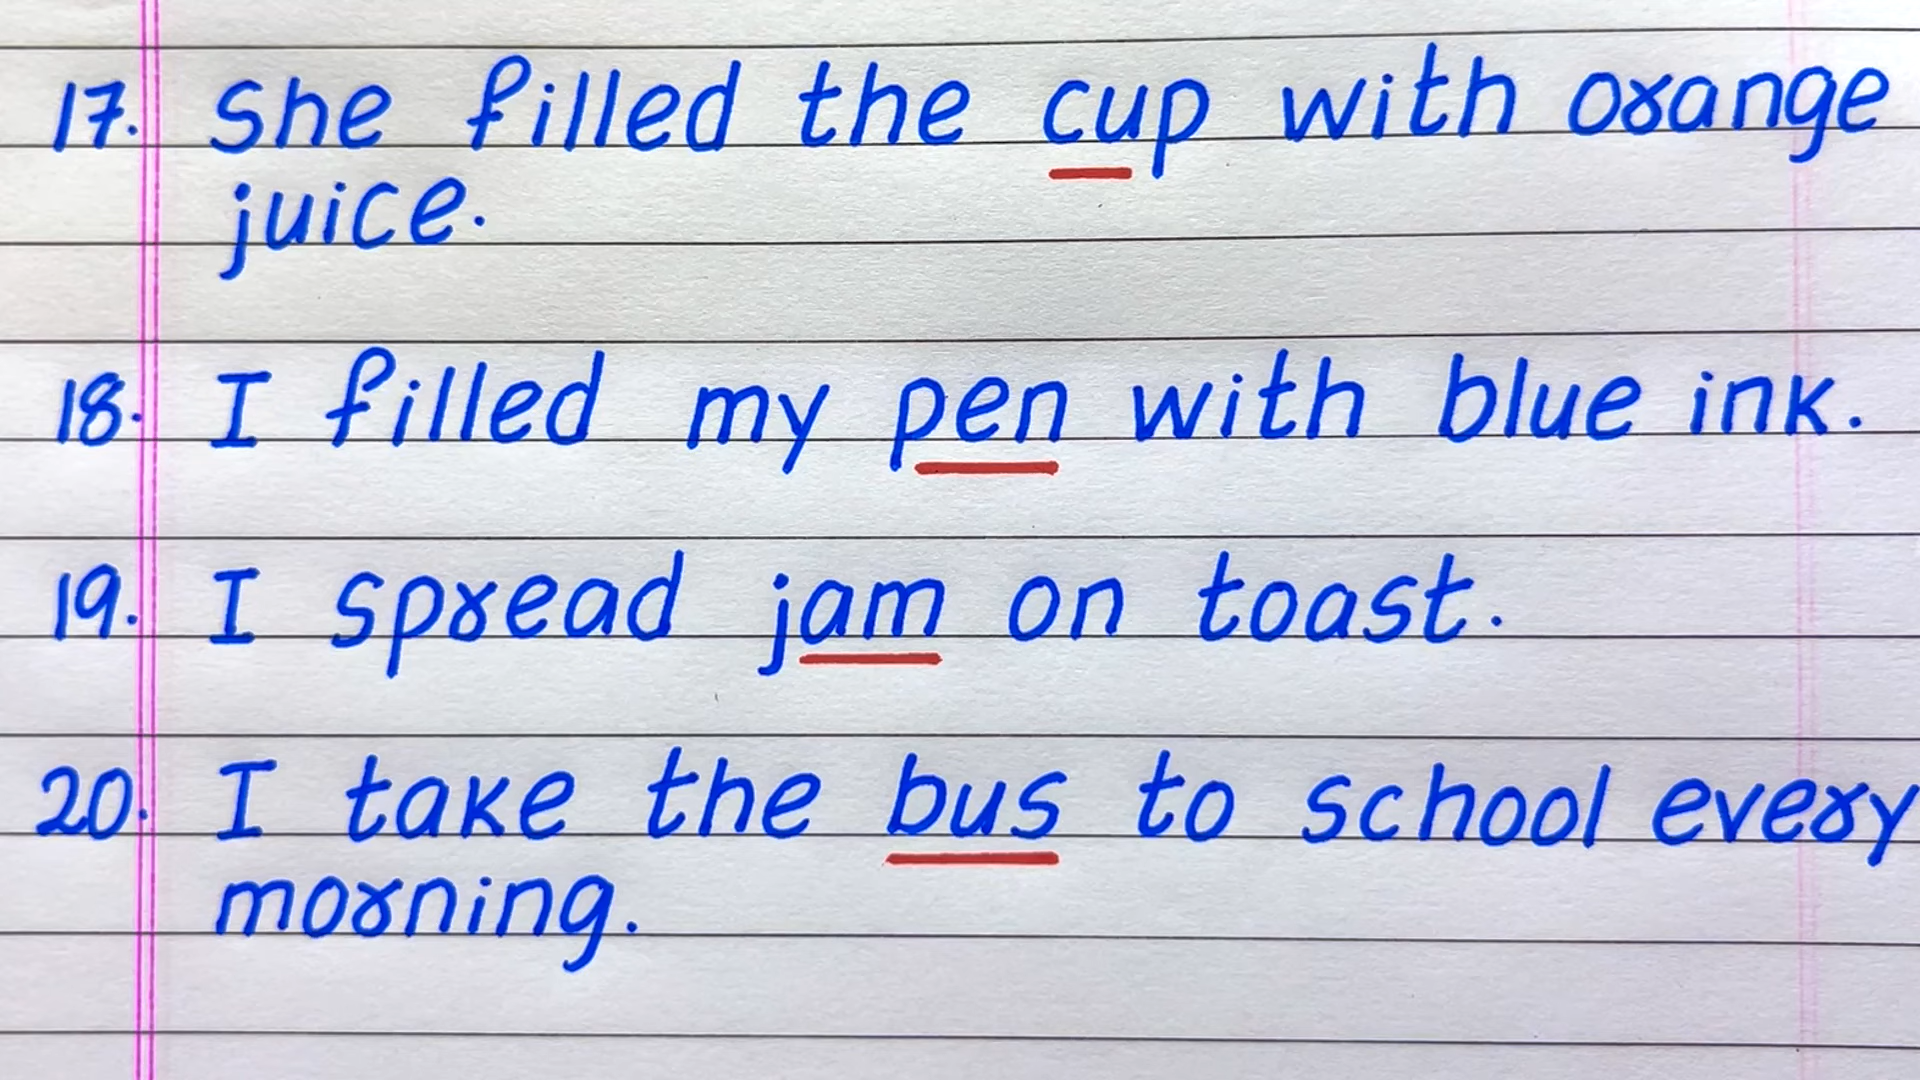 17. She filled the cup with orange
juice.
18. I filled my pen with blue ink.
19. I spread jam on toast.
20. I take the bus to school every
morning.